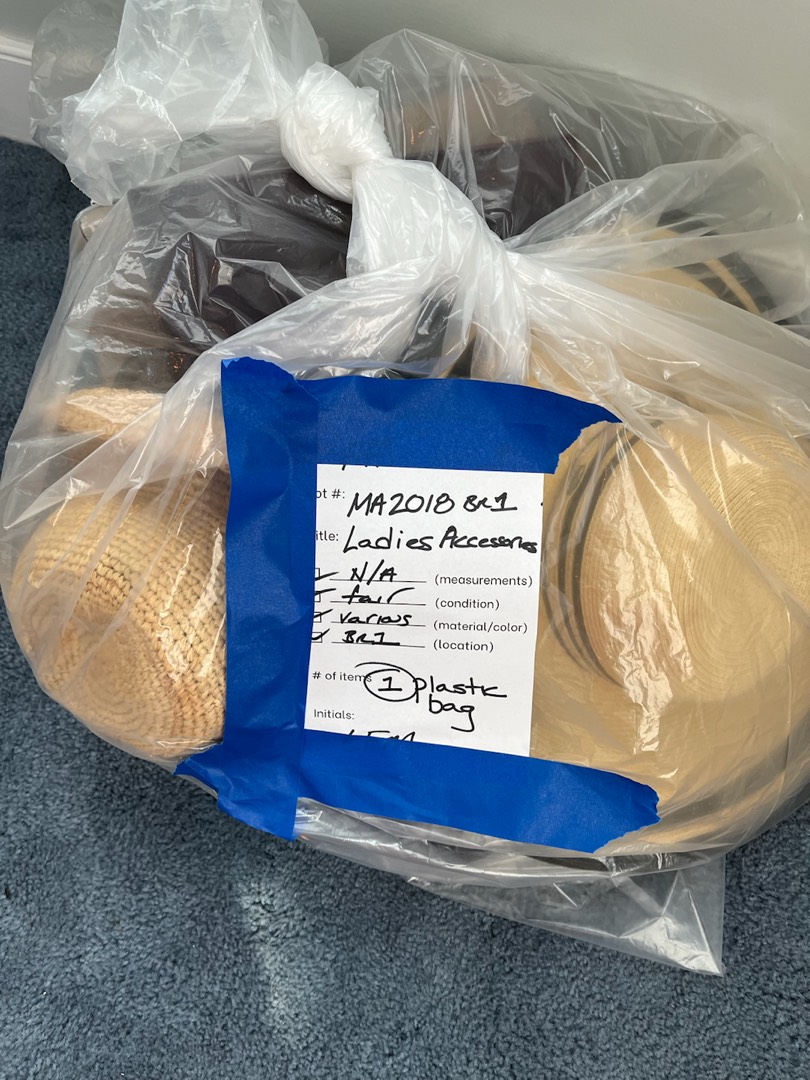 ot #: MA2018 BR1
itle: Ladies Accessories
N/A (measurements)
fair (condition)
various (material/color)
BR1 (location)
# of items 1 plastic
bag
Initials: